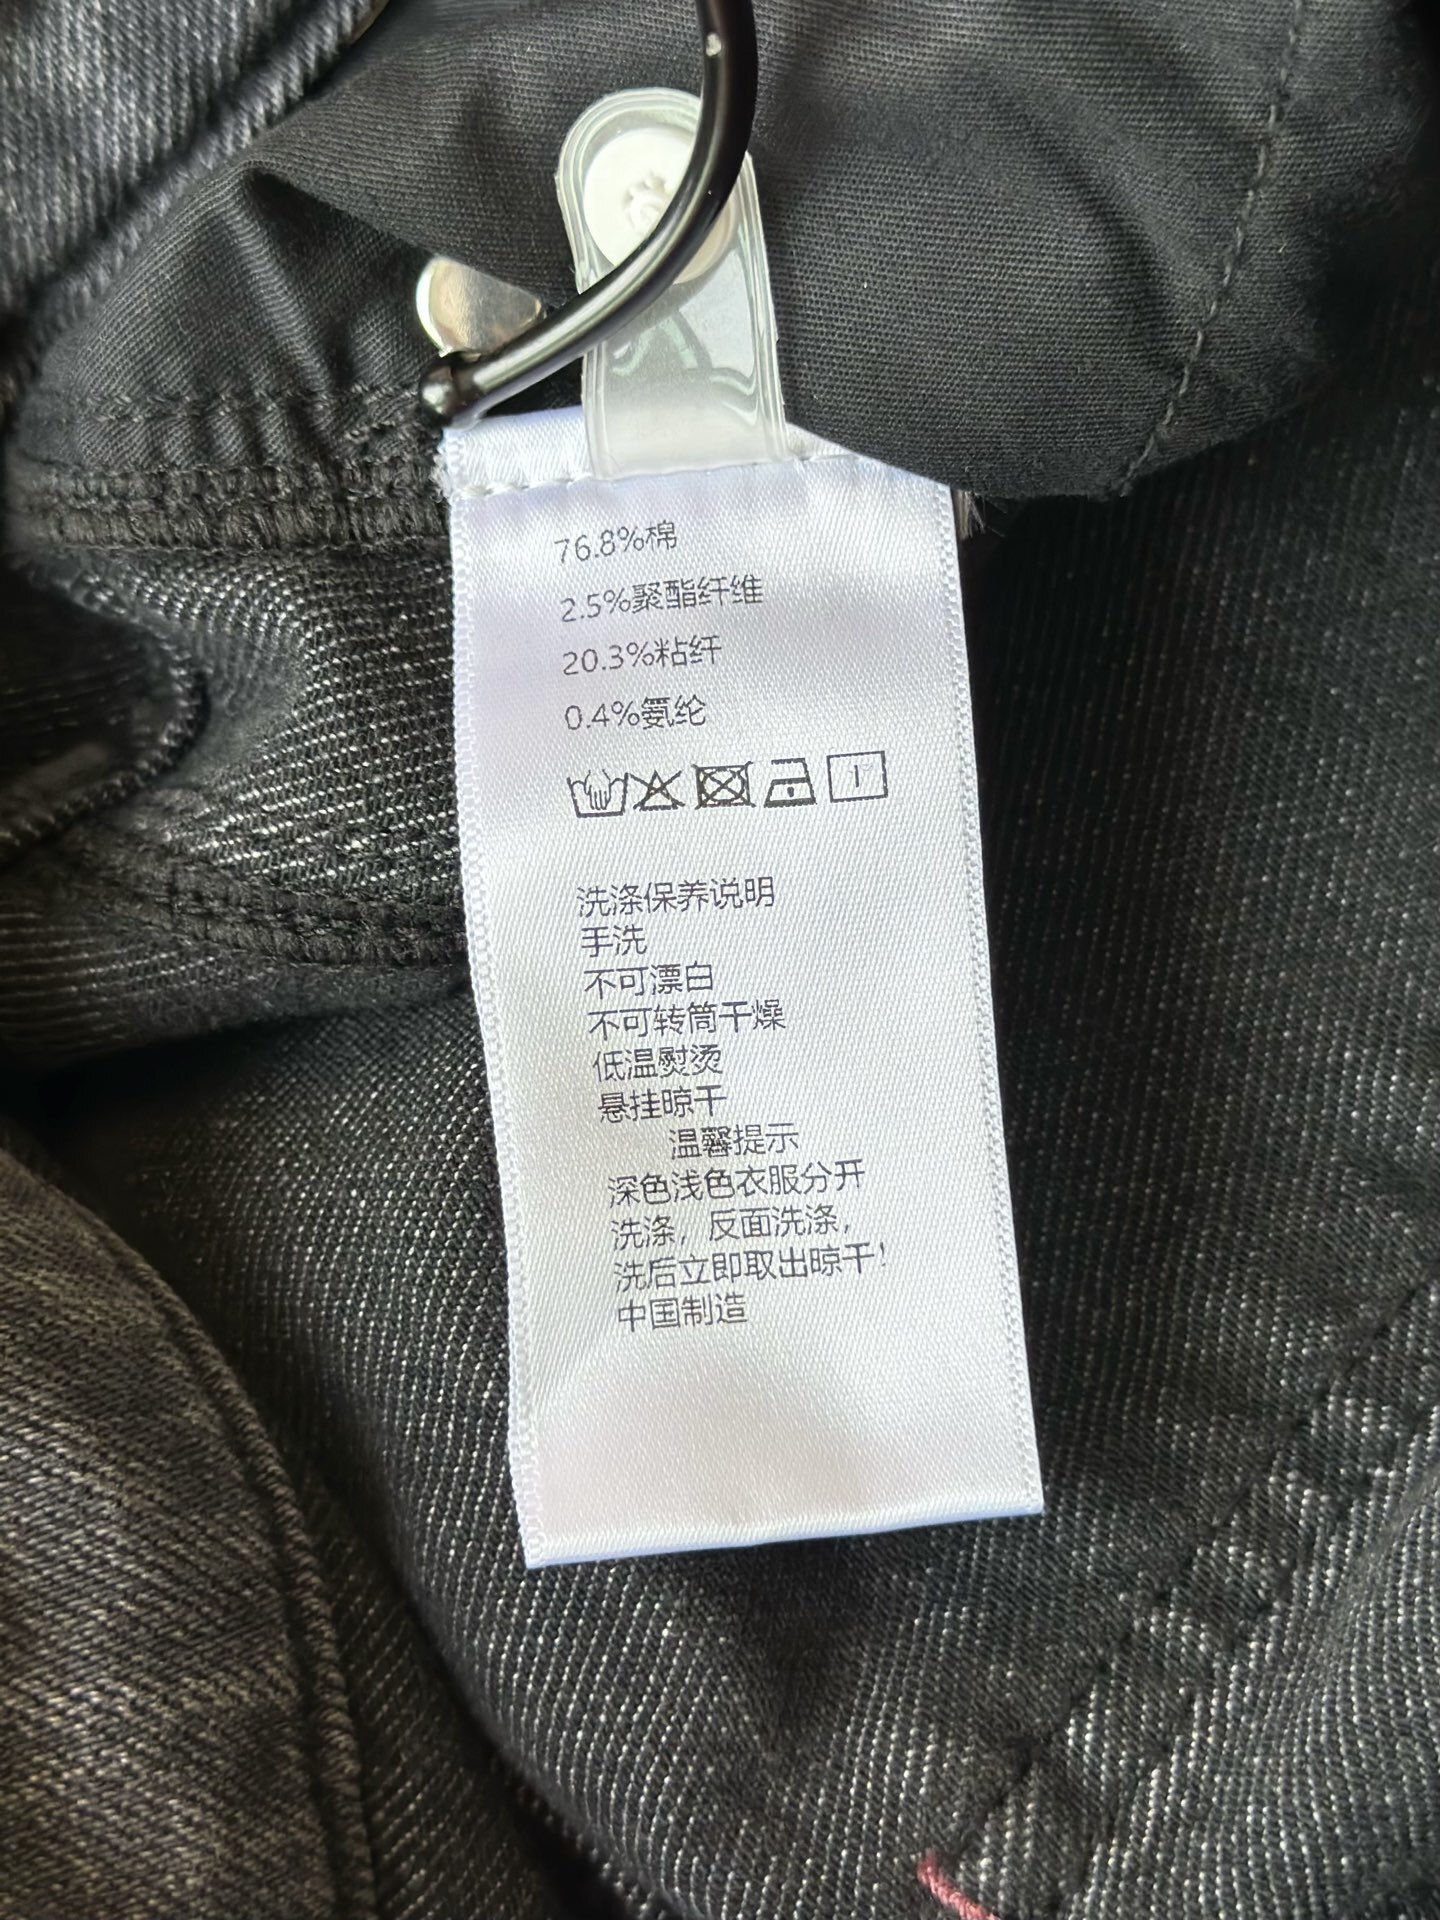 76.8%棉
2.5%聚酯纤维
20.3%粘纤
0.4%氨纶
洗涤保养说明
手洗
不可漂白
不可转筒干燥
低温熨烫
悬挂晾干
温馨提示
深色浅色衣服分开
洗涤，反面洗涤，
洗后立即取出晾干！
中国制造